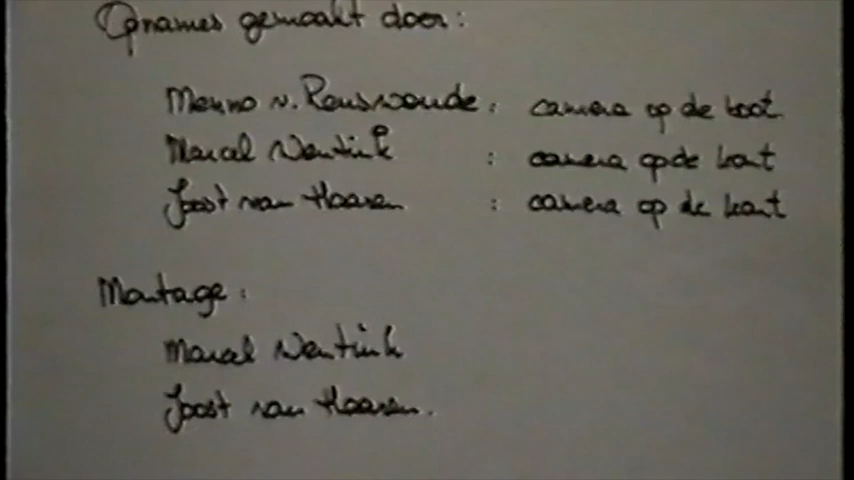 Opnames gemaakt door:
Menno v. Renswoude : camera op de boot
Marcel Wentink : camera op de kant
Joost van Haaren : camera op de kant
Montage :
Marcel Wentink
Joost van Haaren.